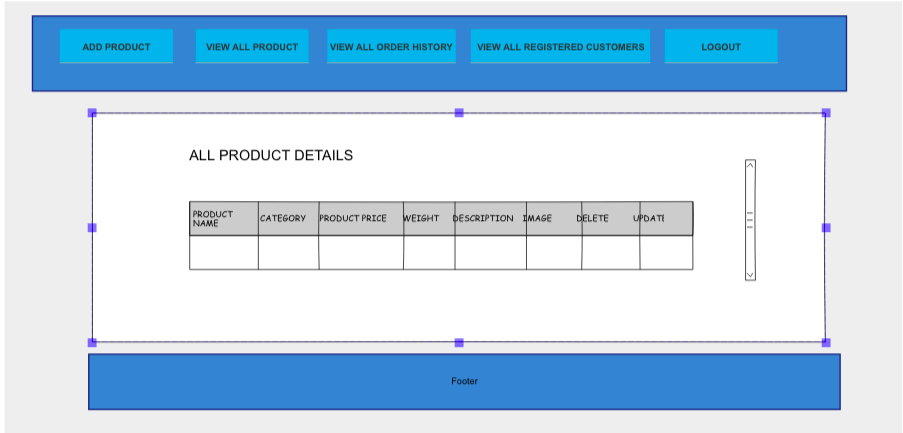 ADD PRODUCT VIEW ALL PRODUCT VIEW ALL ORDER HISTORY VIEW ALL REGISTERED CUSTOMERS LOGOUT
ALL PRODUCT DETAILS
PRODUCT NAME CATEGORY PRODUCT PRICE WEIGHT DESCRIPTION IMAGE DELETE UPDATE
Footer